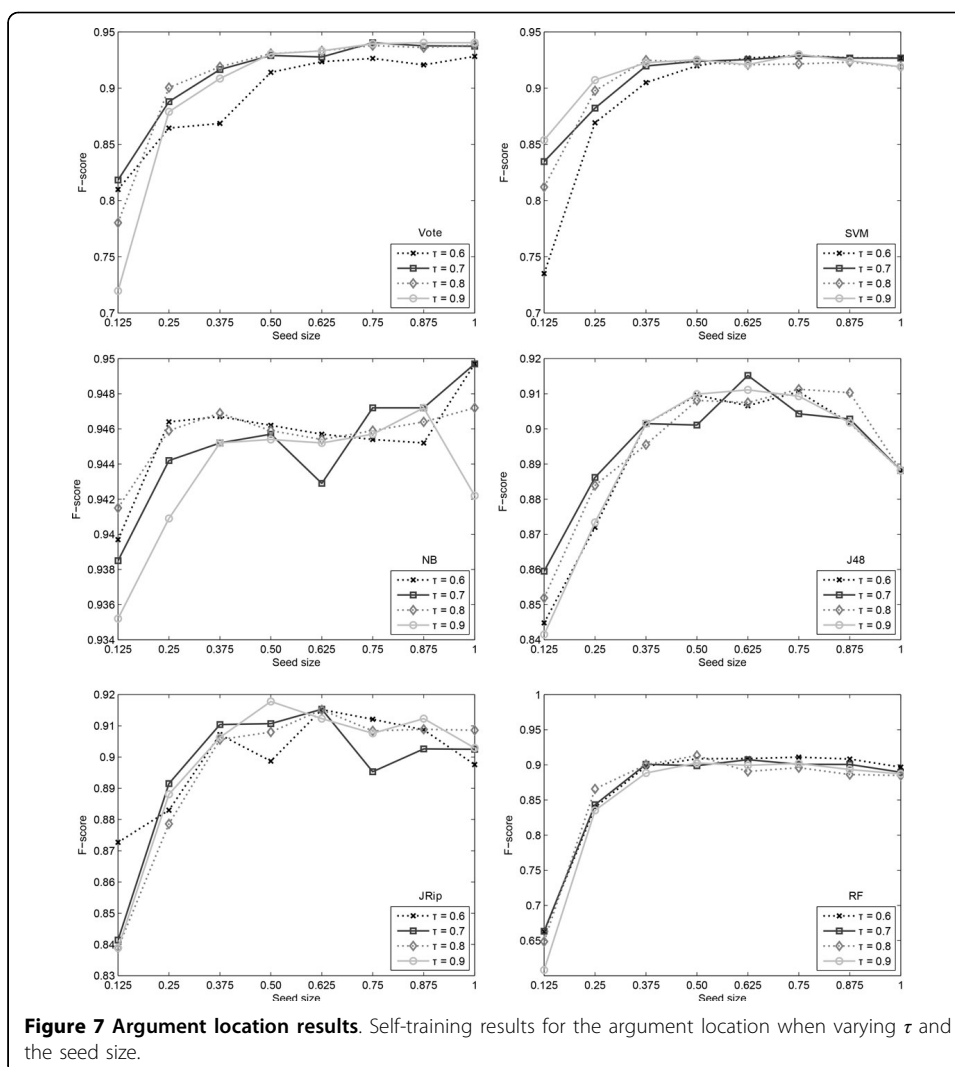 0.95
0.9
0.85
0.8
0.75
0.7
F-score
0.125 0.25 0.375 0.50 0.625 0.75 0.875 1
Seed size
Vote
τ = 0.6
τ = 0.7
τ = 0.8
τ = 0.9
0.95
0.9
0.85
0.8
0.75
0.7
F-score
0.125 0.25 0.375 0.50 0.625 0.75 0.875 1
Seed size
SVM
τ = 0.6
τ = 0.7
τ = 0.8
τ = 0.9
0.95
0.948
0.946
0.944
0.942
0.94
0.938
0.936
0.934
F-score
0.125 0.25 0.375 0.50 0.625 0.75 0.875 1
Seed size
NB
τ = 0.6
τ = 0.7
τ = 0.8
τ = 0.9
0.92
0.91
0.9
0.89
0.88
0.87
0.86
0.85
0.84
F-score
0.125 0.25 0.375 0.50 0.625 0.75 0.875 1
Seed size
J48
τ = 0.6
τ = 0.7
τ = 0.8
τ = 0.9
0.92
0.91
0.9
0.89
0.88
0.87
0.86
0.85
0.84
0.83
F-score
0.125 0.25 0.375 0.50 0.625 0.75 0.875 1
Seed size
JRip
τ = 0.6
τ = 0.7
τ = 0.8
τ = 0.9
1
0.95
0.9
0.85
0.8
0.75
0.7
0.65
F-score
0.125 0.25 0.375 0.50 0.625 0.75 0.875 1
Seed size
RF
τ = 0.6
τ = 0.7
τ = 0.8
τ = 0.9
Figure 7 Argument location results. Self-training results for the argument location when varying τ and
the seed size.